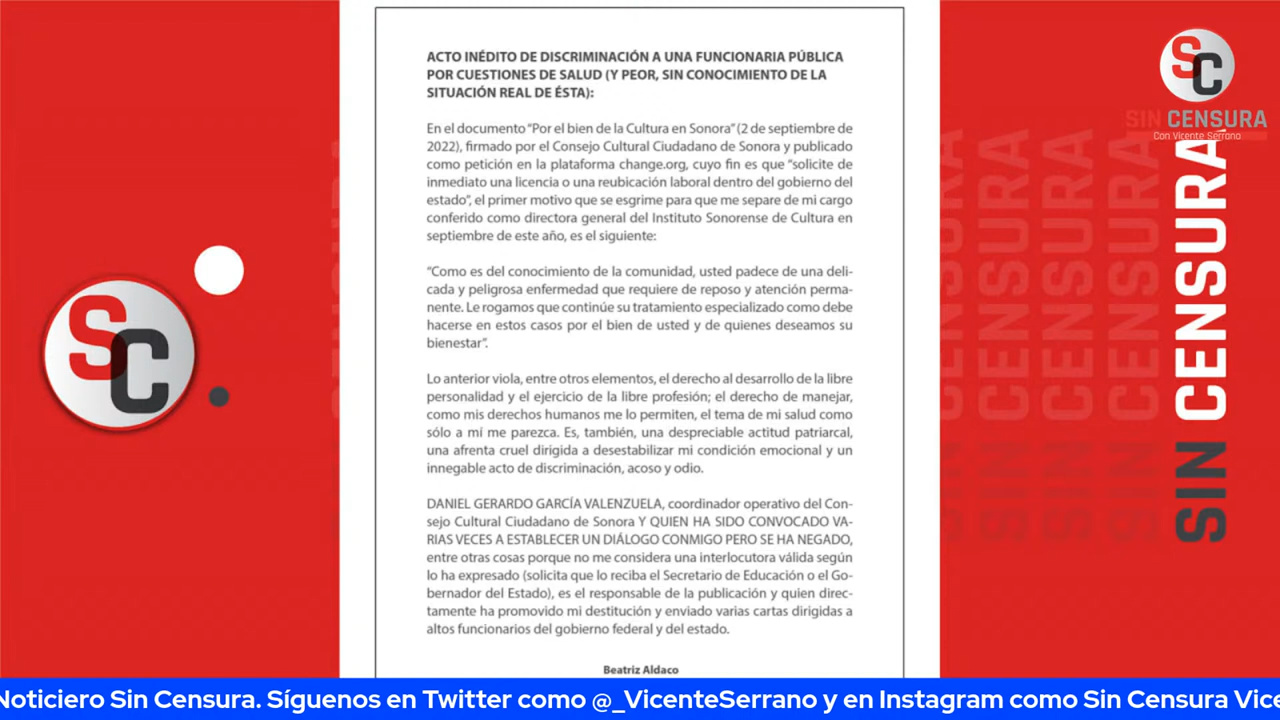 ACTO INÉDITO DE DISCRIMINACIÓN A UNA FUNCIONARIA PÚBLICA
POR CUESTIONES DE SALUD (Y PEOR, SIN CONOCIMIENTO DE LA
SITUACIÓN REAL DE ÉSTA):
En el documento "Por el bien de la Cultura en Sonora" (2 de septiembre de
2022), firmado por el Consejo Cultural Ciudadano de Sonora y publicado
como petición en la plataforma change.org, cuyo fin es que "solicite de
inmediato una licencia o una reubicación laboral dentro del gobierno del
estado", el primer motivo que se esgrime para que me separe de mi cargo
conferido como directora general del Instituto Sonorense de Cultura en
septiembre de este año, es el siguiente:
"Como es del conocimiento de la comunidad, usted padece de una deli-
cada y peligrosa enfermedad que requiere de reposo y atención perma-
nente. Le rogamos que continúe su tratamiento especializado como debe
hacerse en estos casos por el bien de usted y de quienes deseamos su
bienestar".
Lo anterior viola, entre otros elementos, el derecho al desarrollo de la libre
personalidad y el ejercicio de la libre profesión; el derecho de manejar,
como mis derechos humanos me lo permiten, el tema de mi salud como
sólo a mí me parezca. Es, también, una despreciable actitud patriarcal,
una afrenta cruel dirigida a desestabilizar mi condición emocional y un
innegable acto de discriminación, acoso y odio.
DANIEL GERARDO GARCÍA VALENZUELA, coordinador operativo del Con-
sejo Cultural Ciudadano de Sonora Y QUIEN HA SIDO CONVOCADO VA-
RIAS VECES A ESTABLECER UN DIÁLOGO CONMIGO PERO SE HA NEGADO,
entre otras cosas porque no me considera una interlocutora válida según
lo ha expresado (solicita que lo reciba el Secretario de Educación o el Go-
bernador del Estado), es el responsable de la publicación y quien direc-
tamente ha promovido mi destitución y enviado varias cartas dirigidas a
altos funcionarios del gobierno federal y del estado.
Beatriz Aldaco
SC
SC
SIN CENSURA
Con Vicente Serrano
SIN CENSURA
SIN CENSURA
SIN CENSURA
SIN CENSURA
Noticiero Sin Censura. Síguenos en Twitter como @_VicenteSerrano y en Instagram como Sin Censura Vice